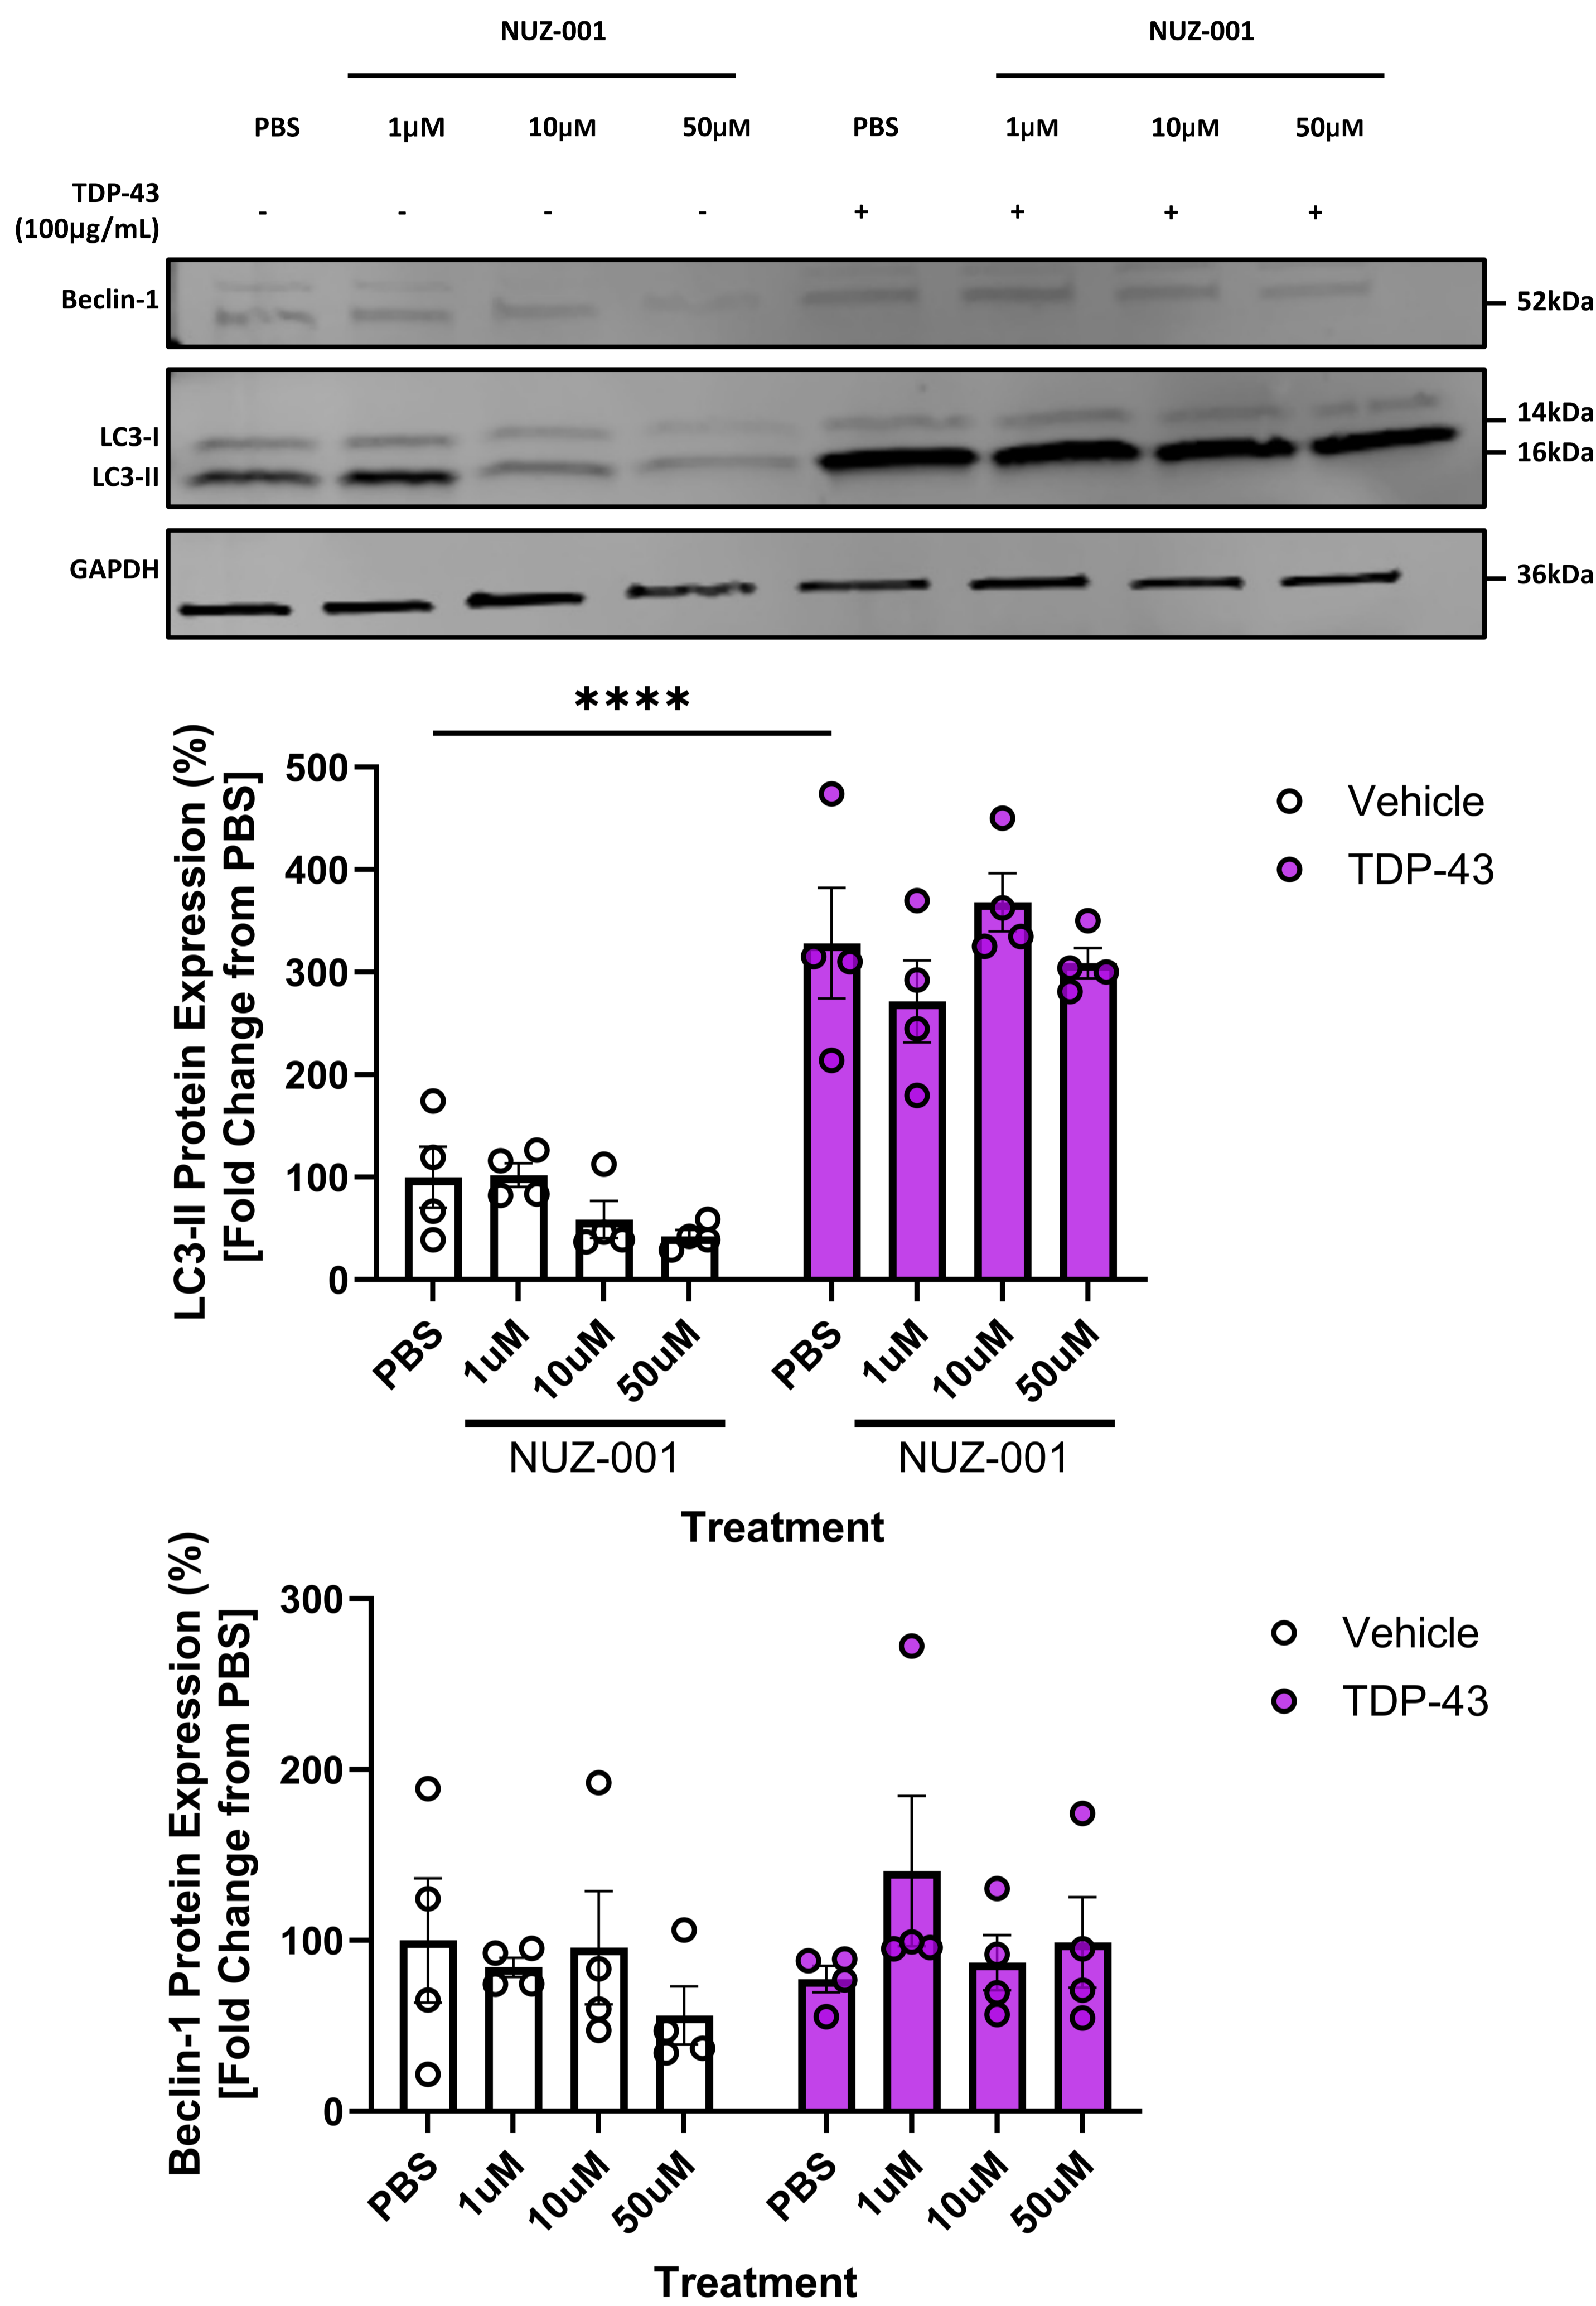 NUZ-001 NUZ-001
PBS 1µM 10µM 50µM PBS 1µM 10µM 50µM
TDP-43
(100µg/mL) - - - - + + + +
Beclin-1 52kDa
14kDa
LC3-I
16kDa
LC3-II
GAPDH 36kDa
****
LC3-II Protein Expression (%)
[Fold Change from PBS]
500
400
300
200
100
0
Vehicle
TDP-43
PBS 1uM 10uM 50uM PBS 1uM 10uM 50uM
NUZ-001 NUZ-001
Treatment
Beclin-1 Protein Expression (%)
[Fold Change from PBS]
300
200
100
0
Vehicle
TDP-43
PBS 1uM 10uM 50uM PBS 1uM 10uM 50uM
Treatment